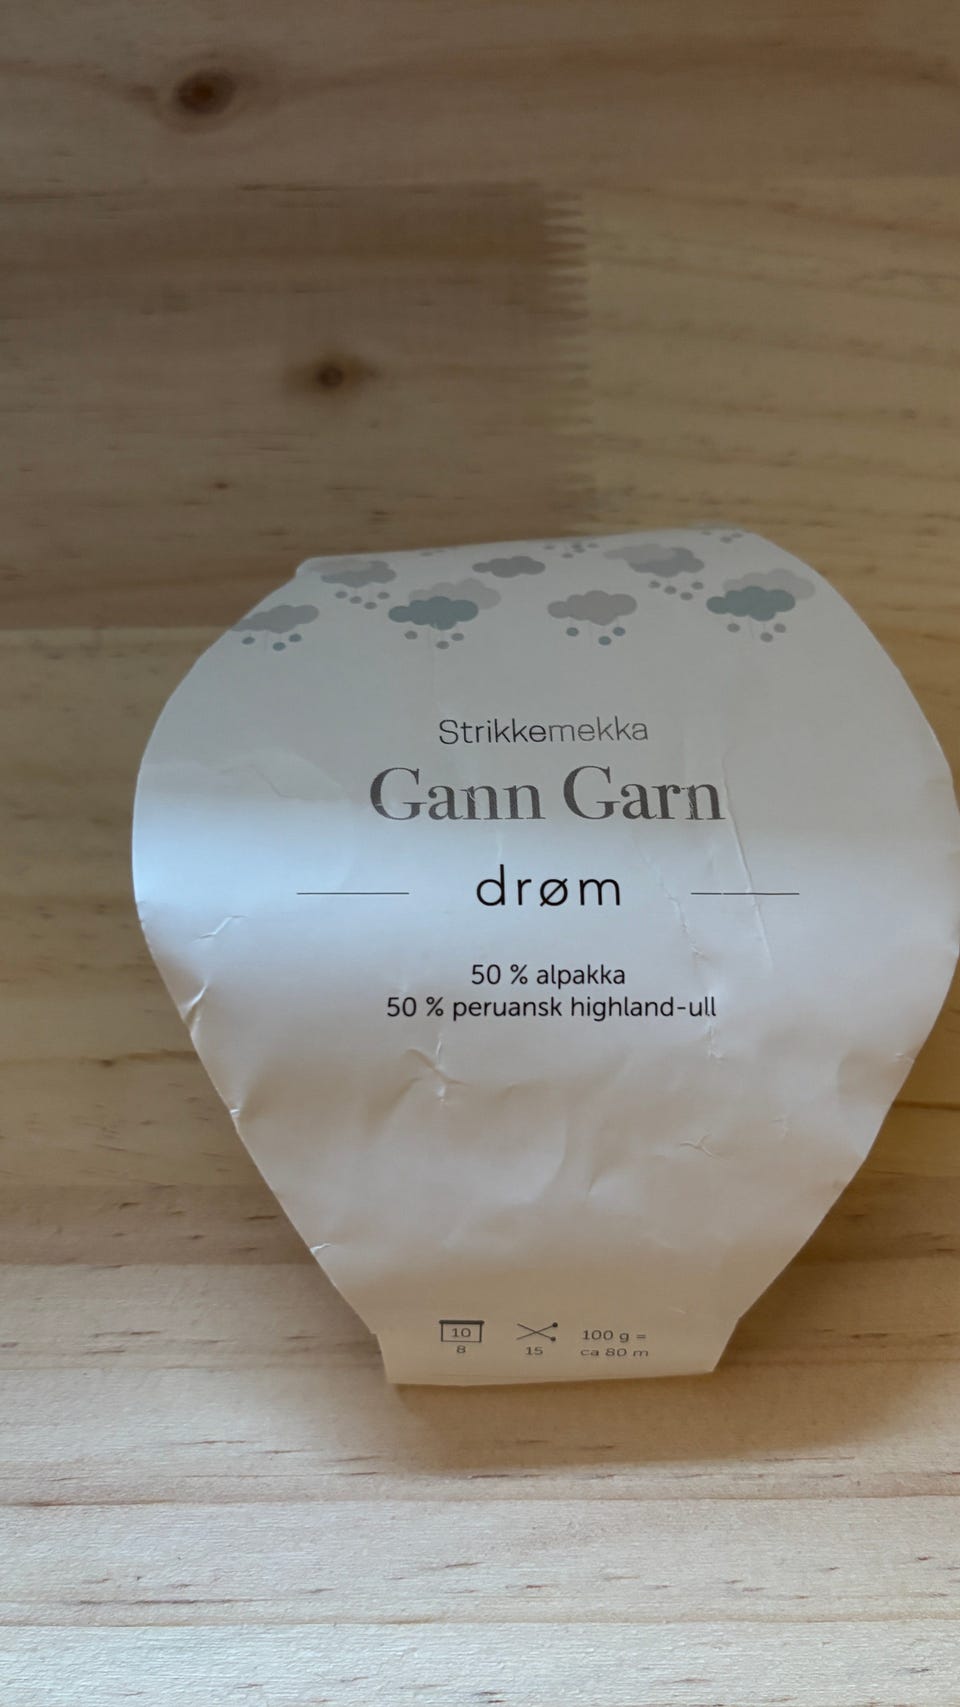 Strikkemekka
Gann Garn
drøm
50 % alpakka
50 % peruansk highland-ull
10
8
15
100 g =
ca 80 m